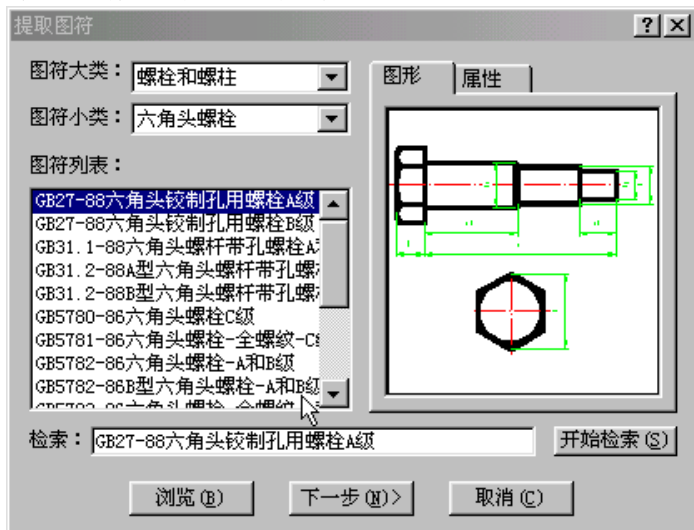 提取图符
图符大类： 螺栓和螺柱
图符小类： 六角头螺栓
图符列表：
GB27-88六角头铰制孔用螺栓A级
GB27-88六角头铰制孔用螺栓B级
GB31.1-88六角头螺杆带孔螺栓A
GB31.2-88A型六角头螺杆带孔螺
GB31.2-88B型六角头螺杆带孔螺
GB5780-86六角头螺栓C级
GB5781-86六角头螺栓-全螺纹-C
GB5782-86六角头螺栓-A和B级
GB5782-86B型六角头螺栓-A和B级
图形 属性
检索： GB27-88六角头铰制孔用螺栓A级 开始检索(S)
浏览(B) 下一步(N)> 取消(C)